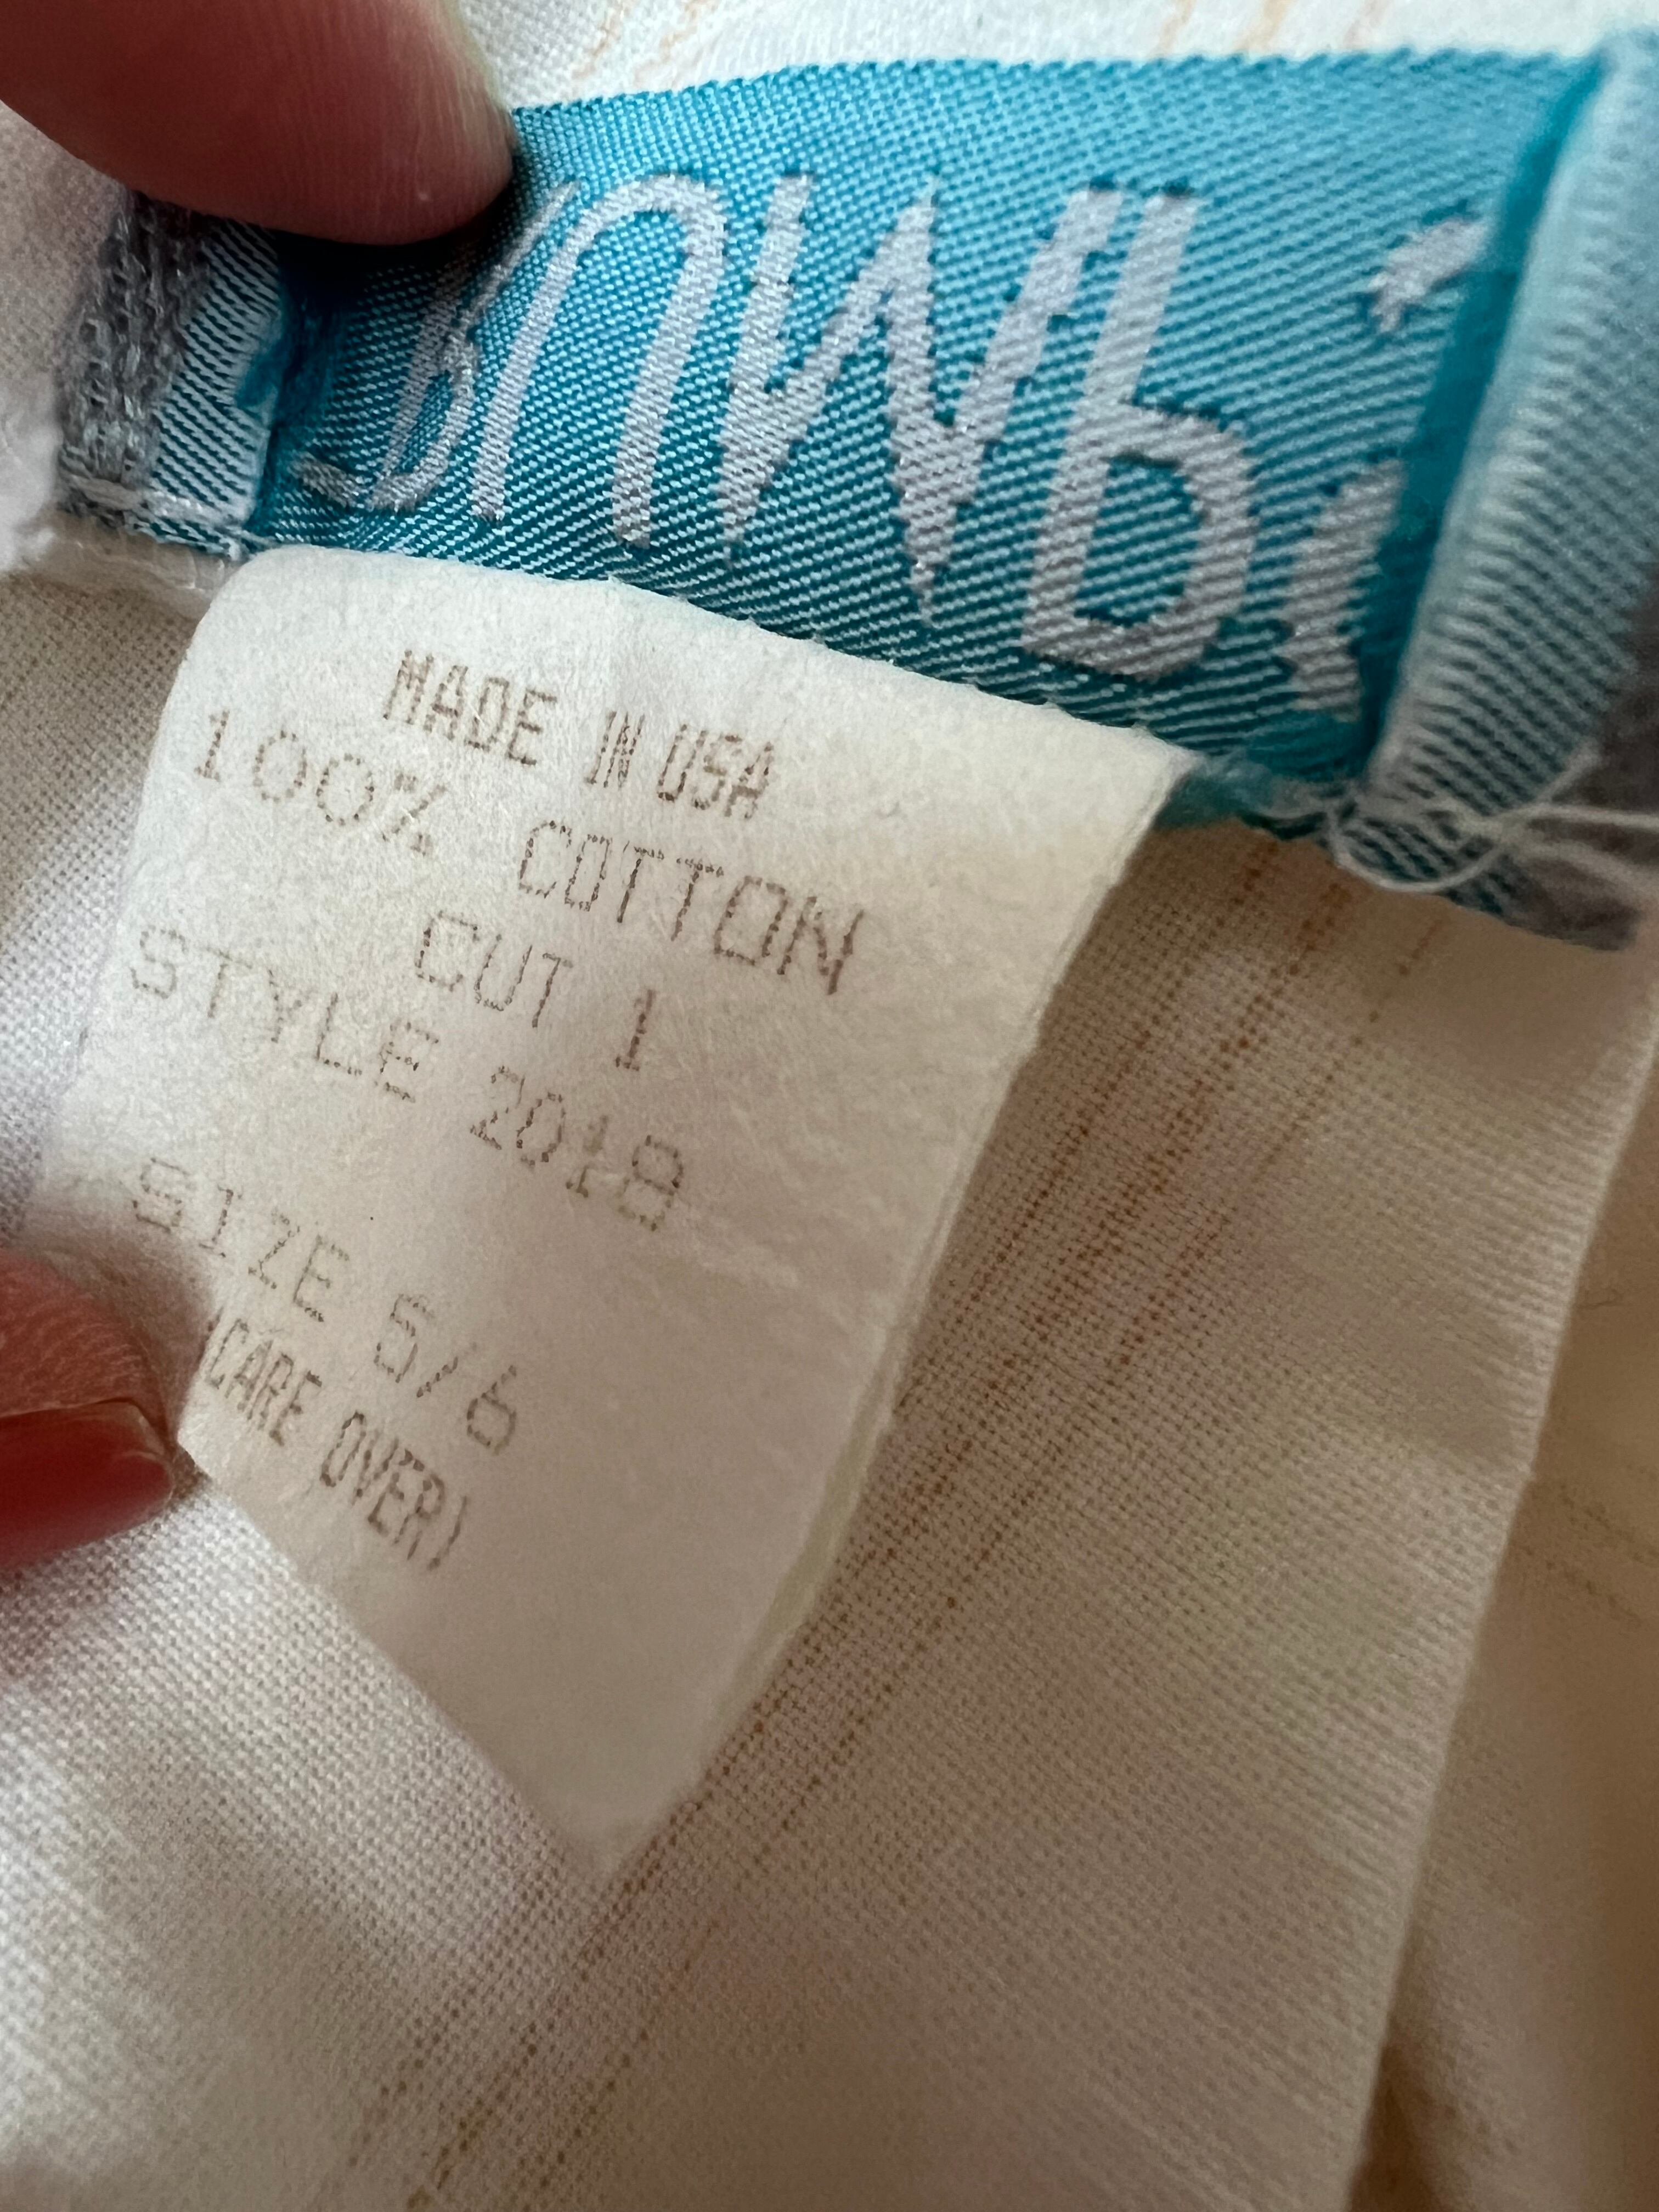 MADE IN USA
100% COTTON
CUT 1
STYLE 2018
SIZE 5/6
(CARE OVER)